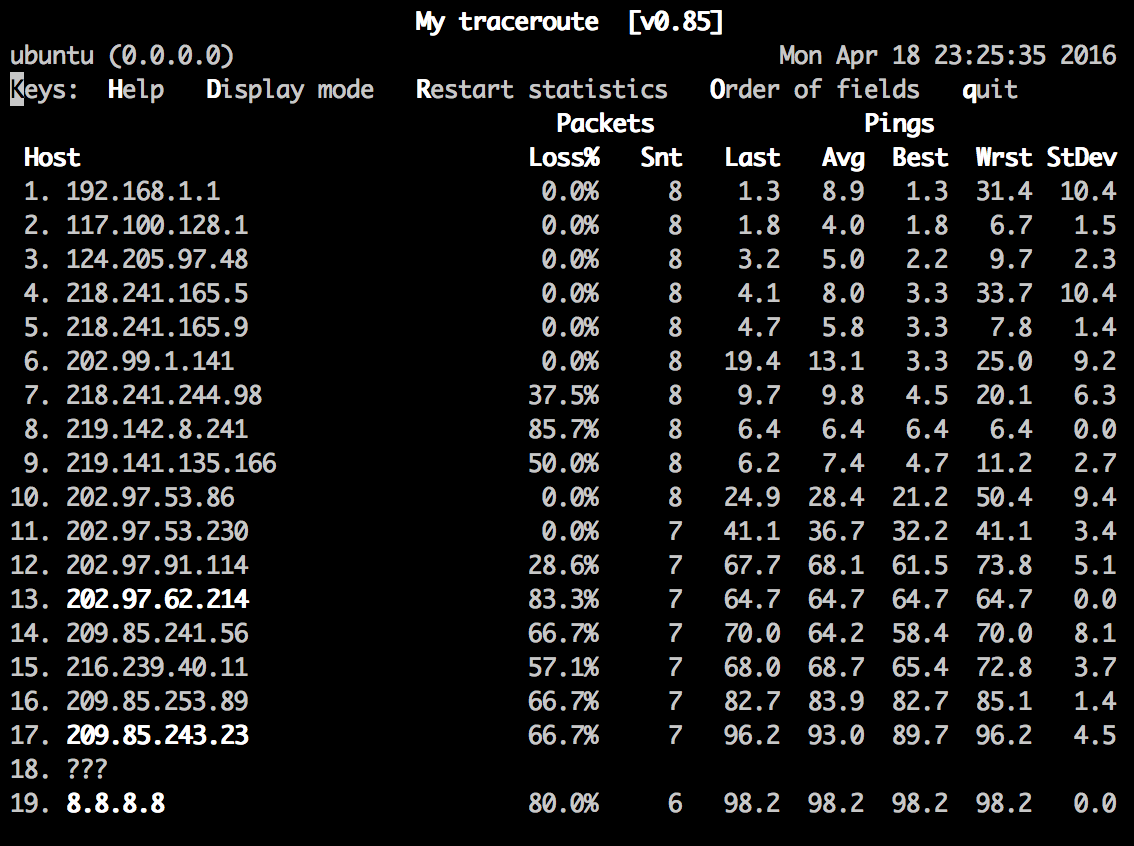 My traceroute [v0.85]
ubuntu (0.0.0.0) Mon Apr 18 23:25:35 2016
Keys: Help Display mode Restart statistics Order of fields quit
Packets Pings
Host Loss% Snt Last Avg Best Wrst StDev
1. 192.168.1.1 0.0% 8 1.3 8.9 1.3 31.4 10.4
2. 117.100.128.1 0.0% 8 1.8 4.0 1.8 6.7 1.5
3. 124.205.97.48 0.0% 8 3.2 5.0 2.2 9.7 2.3
4. 218.241.165.5 0.0% 8 4.1 8.0 3.3 33.7 10.4
5. 218.241.165.9 0.0% 8 4.7 5.8 3.3 7.8 1.4
6. 202.99.1.141 0.0% 8 19.4 13.1 3.3 25.0 9.2
7. 218.241.244.98 37.5% 8 9.7 9.8 4.5 20.1 6.3
8. 219.142.8.241 85.7% 8 6.4 6.4 6.4 6.4 0.0
9. 219.141.135.166 50.0% 8 6.2 7.4 4.7 11.2 2.7
10. 202.97.53.86 0.0% 8 24.9 28.4 21.2 50.4 9.4
11. 202.97.53.230 0.0% 7 41.1 36.7 32.2 41.1 3.4
12. 202.97.91.114 28.6% 7 67.7 68.1 61.5 73.8 5.1
13. 202.97.62.214 83.3% 7 64.7 64.7 64.7 64.7 0.0
14. 209.85.241.56 66.7% 7 70.0 64.2 58.4 70.0 8.1
15. 216.239.40.11 57.1% 7 68.0 68.7 65.4 72.8 3.7
16. 209.85.253.89 66.7% 7 82.7 83.9 82.7 85.1 1.4
17. 209.85.243.23 66.7% 7 96.2 93.0 89.7 96.2 4.5
18. ???
19. 8.8.8.8 80.0% 6 98.2 98.2 98.2 98.2 0.0